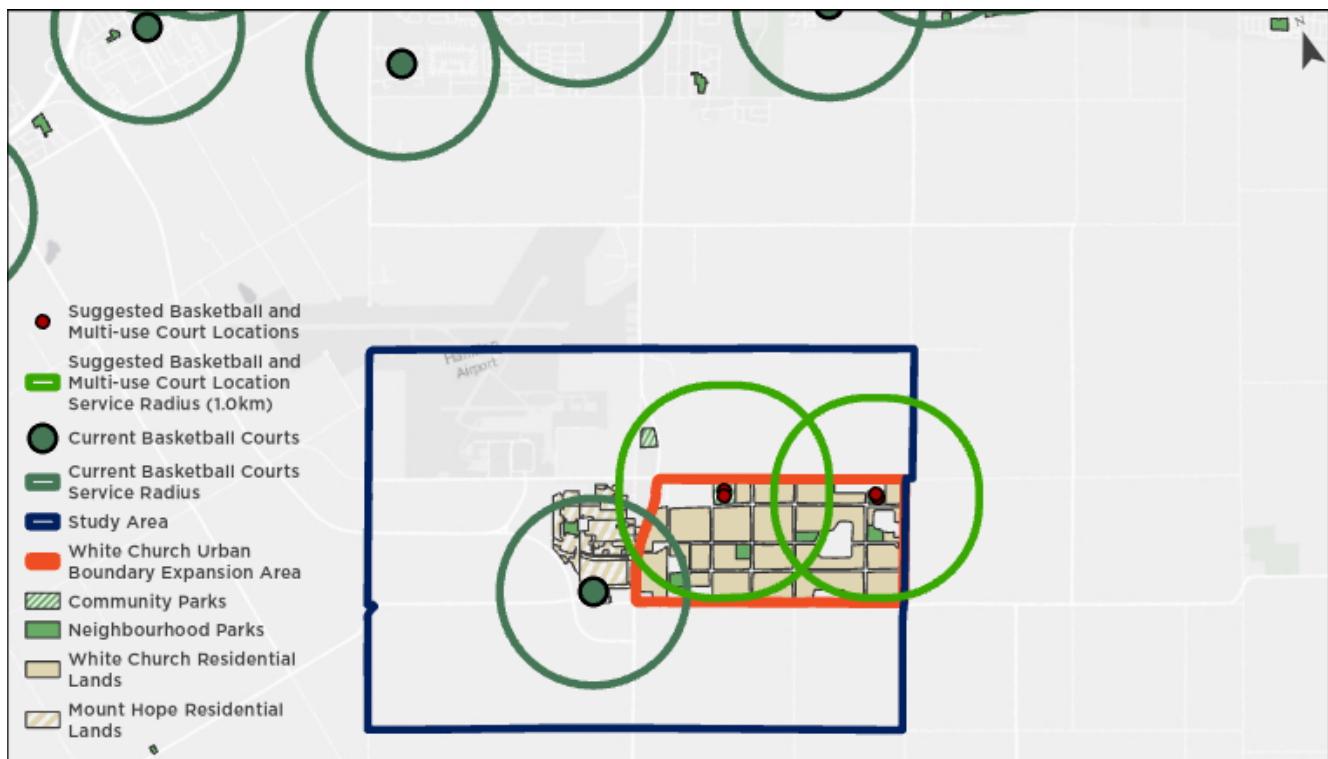 N
Suggested Basketball and
Multi-use Court Locations
Suggested Basketball and
Multi-use Court Location
Service Radius (1.0km)
Current Basketball Courts
Current Basketball Courts
Service Radius
Study Area
White Church Urban
Boundary Expansion Area
Community Parks
Neighbourhood Parks
White Church Residential
Lands
Mount Hope Residential
Lands
Airport